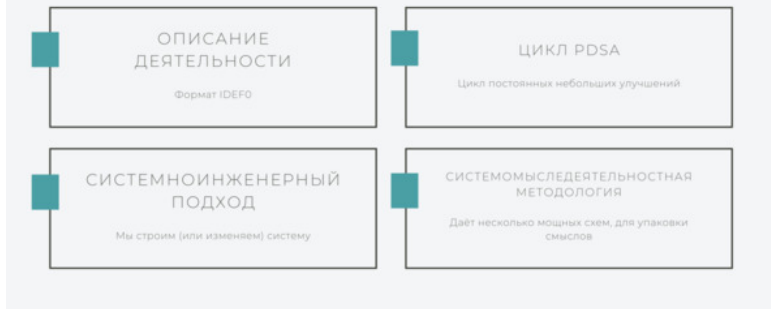 ОПИСАНИЕ
ДЕЯТЕЛЬНОСТИ
Формат IDEF0
ЦИКЛ PDSA
Цикл постоянных небольших улучшений
СИСТЕМНОИНЖЕНЕРНЫЙ
ПОДХОД
Мы строим (или изменяем) систему
СИСТЕМОМЫСЛЕДЕЯТЕЛЬНОСТНАЯ
МЕТОДОЛОГИЯ
Даёт несколько мощных схем, для упаковки
смыслов